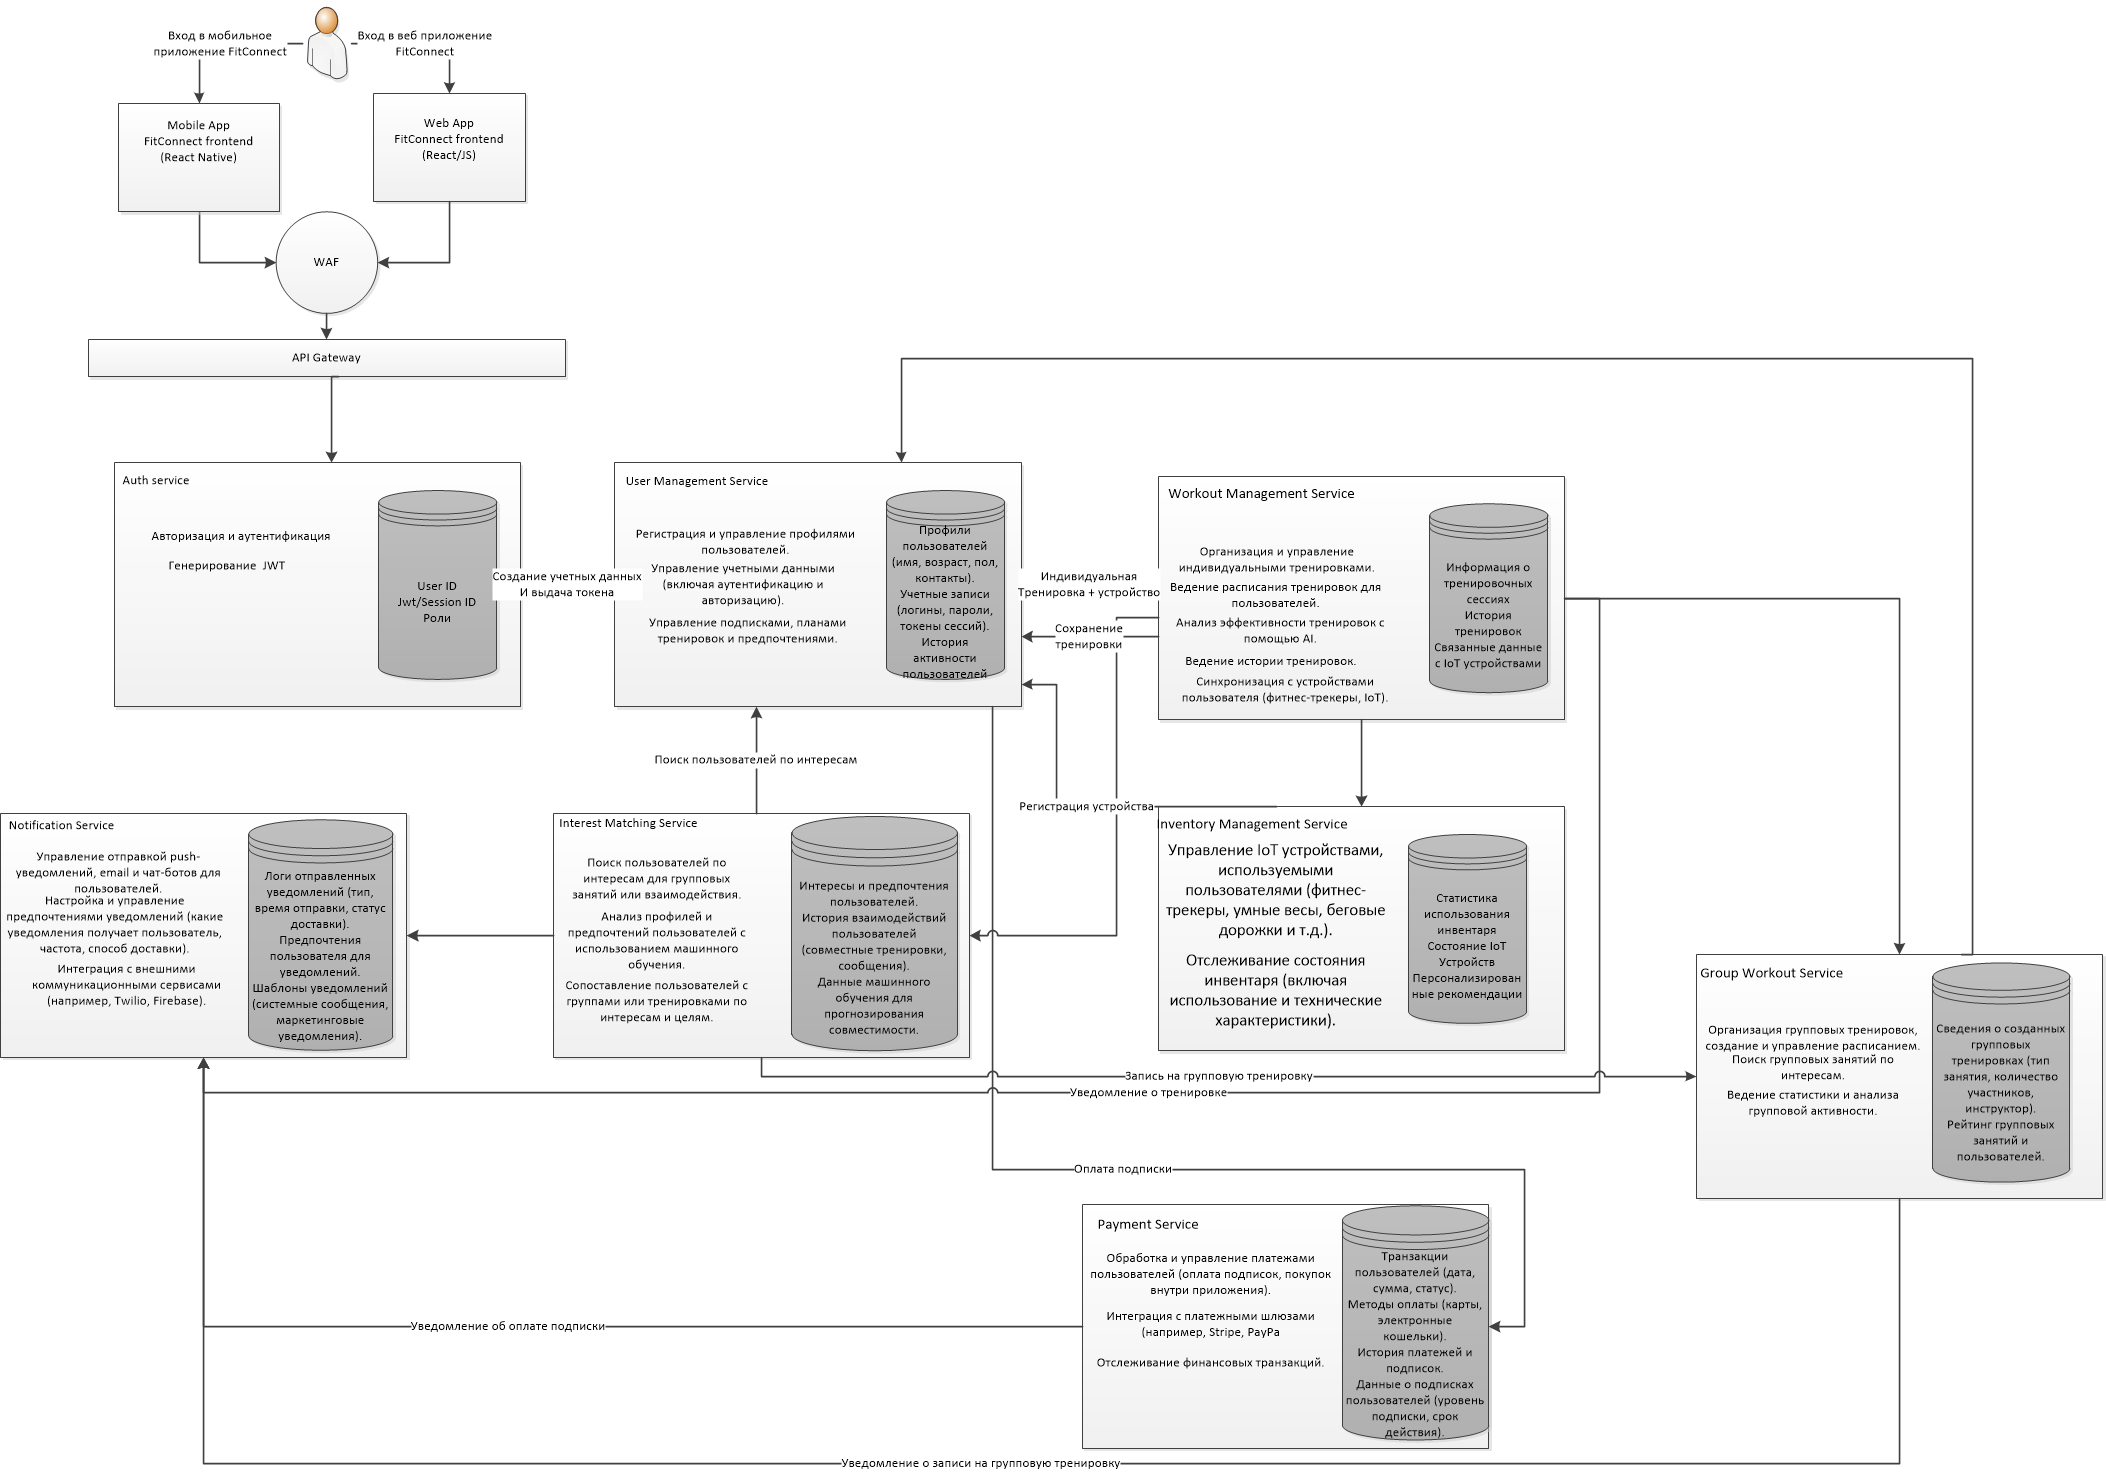 Вход в мобильное
приложение FitConnect
Вход в веб приложение
FitConnect
Mobile App
FitConnect frontend
(React Native)
Web App
FitConnect frontend
(React/JS)
WAF
API Gateway
Auth service
Авторизация и аутентификация
Генерирование JWT
User ID
Jwt/Session ID
Роли
Создание учетных данных
И выдача токена
User Management Service
Регистрация и управление профилями
пользователей.
Управление учетными данными
(включая аутентификацию и
авторизацию).
Управление подписками, планами
тренировок и предпочтениями.
Профили
пользователей
(имя, возраст, пол,
контакты).
Учетные записи
(логины, пароли,
токены сессий).
История
активности
пользователей
Индивидуальная
Тренировка + устройство
Сохранение
тренировки
Workout Management Service
Организация и управление
индивидуальными тренировками.
Ведение расписания тренировок для
пользователей.
Анализ эффективности тренировок с
помощью AI.
Ведение истории тренировок.
Синхронизация с устройствами
пользователя (фитнес-трекеры, IoT).
Информация о
тренировочных
сессиях
История
тренировок
Связанные данные
с IoT устройствами
Поиск пользователей по интересам
Регистрация устройства
Notification Service
Управление отправкой push-
уведомлений, email и чат-ботов для
пользователей.
Настройка и управление
предпочтениями уведомлений (какие
уведомления получает пользователь,
частота, способ доставки).
Интеграция с внешними
коммуникационными сервисами
(например, Twilio, Firebase).
Логи отправленных
уведомлений (тип,
время отправки, статус
доставки).
Предпочтения
пользователя для
уведомлений.
Шаблоны уведомлений
(системные сообщения,
маркетинговые
уведомления).
Interest Matching Service
Поиск пользователей по
интересам для групповых
занятий или взаимодействия.
Анализ профилей и
предпочтений пользователей с
использованием машинного
обучения.
Сопоставление пользователей с
группами или тренировками по
интересам и целям.
Интересы и предпочтения
пользователей.
История взаимодействий
пользователей
(совместные тренировки,
сообщения).
Данные машинного
обучения для
прогнозирования
совместимости.
Inventory Management Service
Управление IoT устройствами,
используемыми
пользователями (фитнес-
трекеры, умные весы, беговые
дорожки и т.д.).
Отслеживание состояния
инвентаря (включая
использование и технические
характеристики).
Статистика
использования
инвентаря
Состояние IoT
Устройств
Персонализирован
ные рекомендации
Group Workout Service
Организация групповых тренировок,
создание и управление расписанием.
Поиск групповых занятий по
интересам.
Ведение статистики и анализа
групповой активности.
Сведения о созданных
групповых
тренировках (тип
занятия, количество
участников,
инструктор).
Рейтинг групповых
занятий и
пользователей.
Запись на групповую тренировку
Уведомление о тренировке
Оплата подписки
Payment Service
Обработка и управление платежами
пользователей (оплата подписок, покупок
внутри приложения).
Интеграция с платежными шлюзами
(например, Stripe, PayPa
Отслеживание финансовых транзакций.
Транзакции
пользователей (дата,
сумма, статус).
Методы оплаты (карты,
электронные
кошельки).
История платежей и
подписок.
Данные о подписках
пользователей (уровень
подписки, срок
действия).
Уведомление об оплате подписки
Уведомление о записи на групповую тренировку